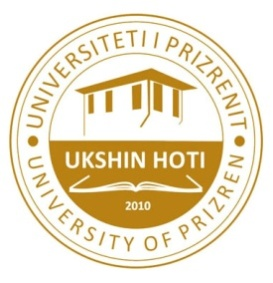 UNIVERSITETI I PRIZRENIT
UKSHIN HOTI
2010
UNIVERSITY OF PRIZREN